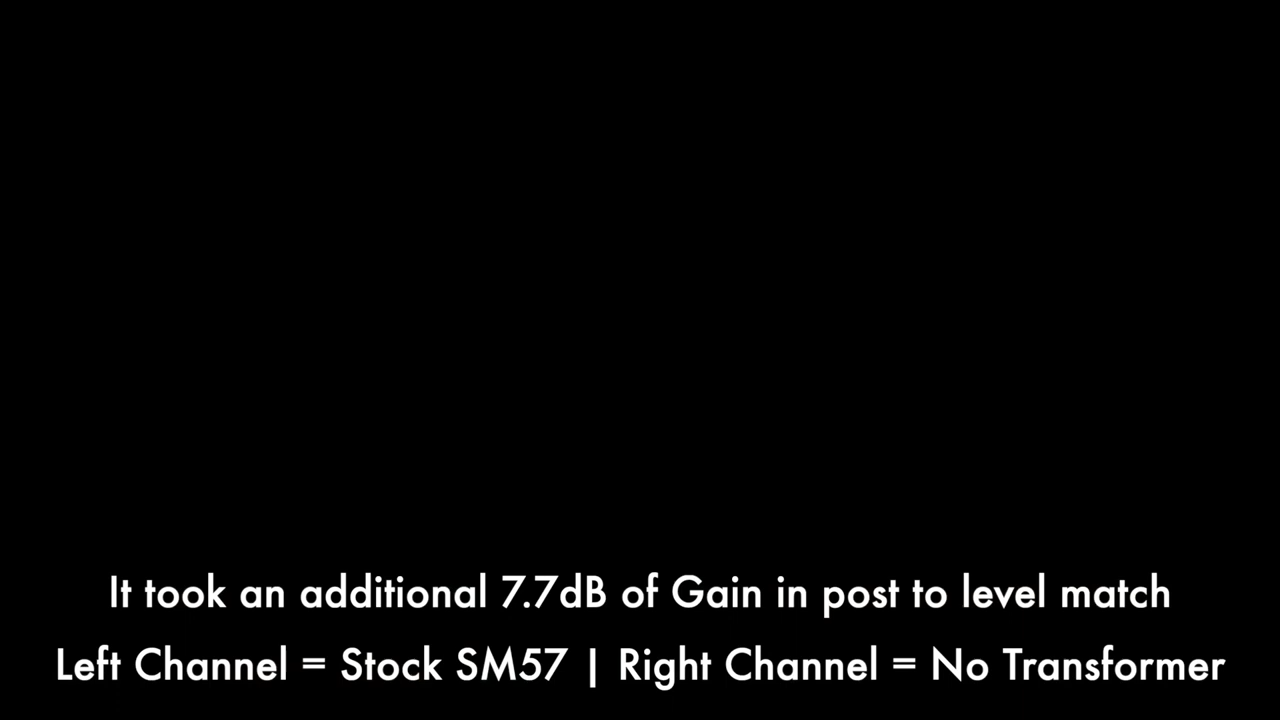 It took an additional 7.7dB of Gain in post to level match
Left Channel = Stock SM57 | Right Channel = No Transformer